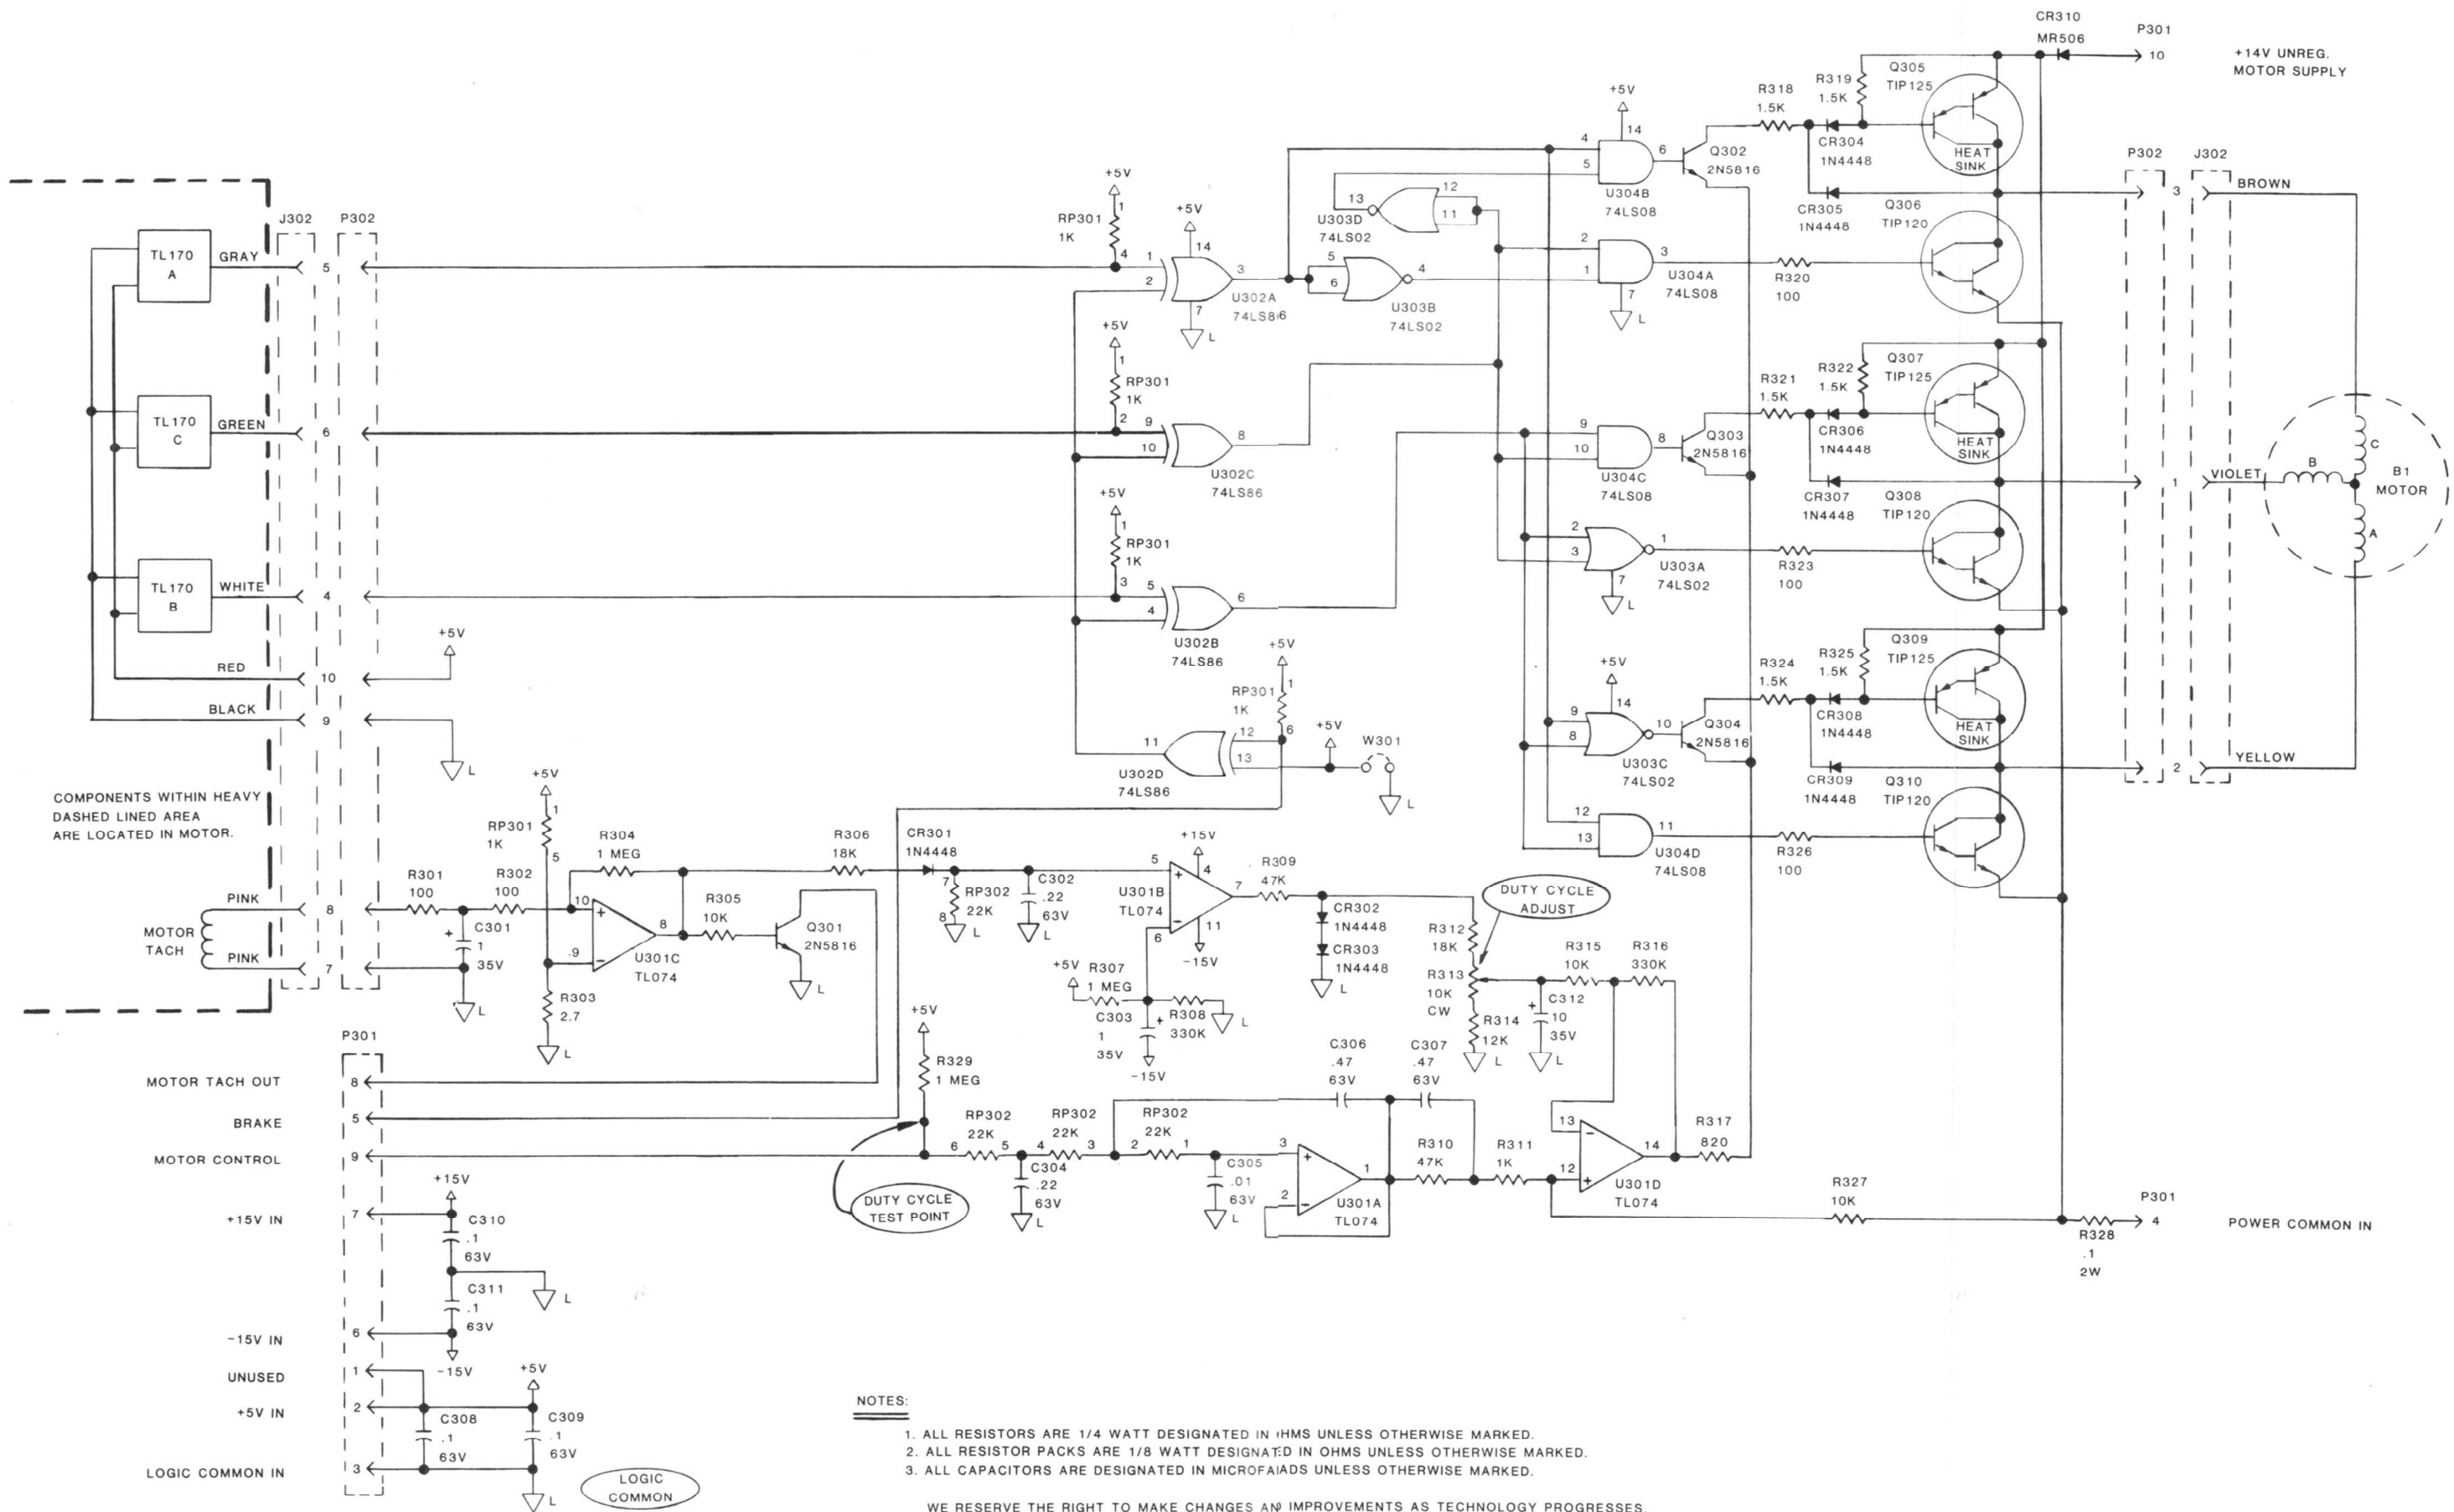 CR310
MR506
P301
10
+14V UNREG.
MOTOR SUPPLY
Q305
TIP125
R319
1.5K
R318
1.5K
CR304
1N4448
HEAT
SINK
CR305
1N4448
Q306
TIP120
+5V
14
4
5
6
U304B
74LS08
Q302
2N5816
P302
J302
3
BROWN
J302
P302
TL170
A
GRAY
5
+5V
1
RP301
1K
4
+5V
14
1
2
3
7
L
U302A
74LS86
13
12
11
U303D
74LS02
5
6
4
U303B
74LS02
2
1
3
7
L
U304A
74LS08
R320
100
TL170
C
GREEN
6
+5V
1
RP301
1K
2
9
10
8
U302C
74LS86
9
10
8
U304C
74LS08
Q303
2N5816
R321
1.5K
R322
1.5K
Q307
TIP125
CR306
1N4448
HEAT
SINK
CR307
1N4448
Q308
TIP120
1
VIOLET
B
C
A
B1
MOTOR
TL170
B
WHITE
4
+5V
1
RP301
1K
3
5
4
6
U302B
74LS86
2
3
1
7
L
U303A
74LS02
R323
100
RED
10
+5V
BLACK
9
L
+5V
1
RP301
1K
6
12
13
11
U302D
74LS86
+5V
W301
L
+5V
14
9
8
10
U303C
74LS02
Q304
2N5816
R324
1.5K
R325
1.5K
Q309
TIP125
CR308
1N4448
HEAT
SINK
CR309
1N4448
Q310
TIP120
2
YELLOW
12
13
11
U304D
74LS08
R326
100
COMPONENTS WITHIN HEAVY
DASHED LINED AREA
ARE LOCATED IN MOTOR.
MOTOR
TACH
PINK
8
PINK
7
R301
100
R302
100
+
C301
1
35V
L
+5V
1
RP301
1K
5
R304
1 MEG
10
+
.9
−
8
U301C
TL074
R303
2.7
L
R305
10K
Q301
2N5816
L
R306
18K
CR301
1N4448
7
RP302
22K
8
L
C302
.22
63V
L
+15V
5
4
+
U301B
TL074
−
6
7
11
-15V
R309
47K
CR302
1N4448
CR303
1N4448
L
+5V
R307
1 MEG
C303
1
35V
+
R308
330K
L
-15V
DUTY CYCLE
ADJUST
R312
18K
R313
10K
CW
R314
12K
L
+
C312
10
35V
L
R315
10K
R316
330K
P301
MOTOR TACH OUT
8
BRAKE
5
MOTOR CONTROL
9
+5V
R329
1 MEG
DUTY CYCLE
TEST POINT
RP302
22K
6
5
C304
.22
63V
L
RP302
22K
4
3
RP302
22K
2
1
C305
.01
63V
L
C306
.47
63V
C307
.47
63V
3
+
2
−
1
U301A
TL074
R310
47K
R311
1K
13
−
12
+
14
U301D
TL074
R317
820
R327
10K
R328
.1
2W
P301
4
POWER COMMON IN
+15V IN
7
+15V
C310
.1
63V
L
C311
.1
63V
-15V IN
6
-15V
UNUSED
1
+5V IN
2
+5V
C308
.1
63V
C309
.1
63V
LOGIC COMMON IN
3
L
LOGIC
COMMON
NOTES:
1. ALL RESISTORS ARE 1/4 WATT DESIGNATED IN OHMS UNLESS OTHERWISE MARKED.
2. ALL RESISTOR PACKS ARE 1/8 WATT DESIGNATED IN OHMS UNLESS OTHERWISE MARKED.
3. ALL CAPACITORS ARE DESIGNATED IN MICROFARADS UNLESS OTHERWISE MARKED.
WE RESERVE THE RIGHT TO MAKE CHANGES AND IMPROVEMENTS AS TECHNOLOGY PROGRESSES.